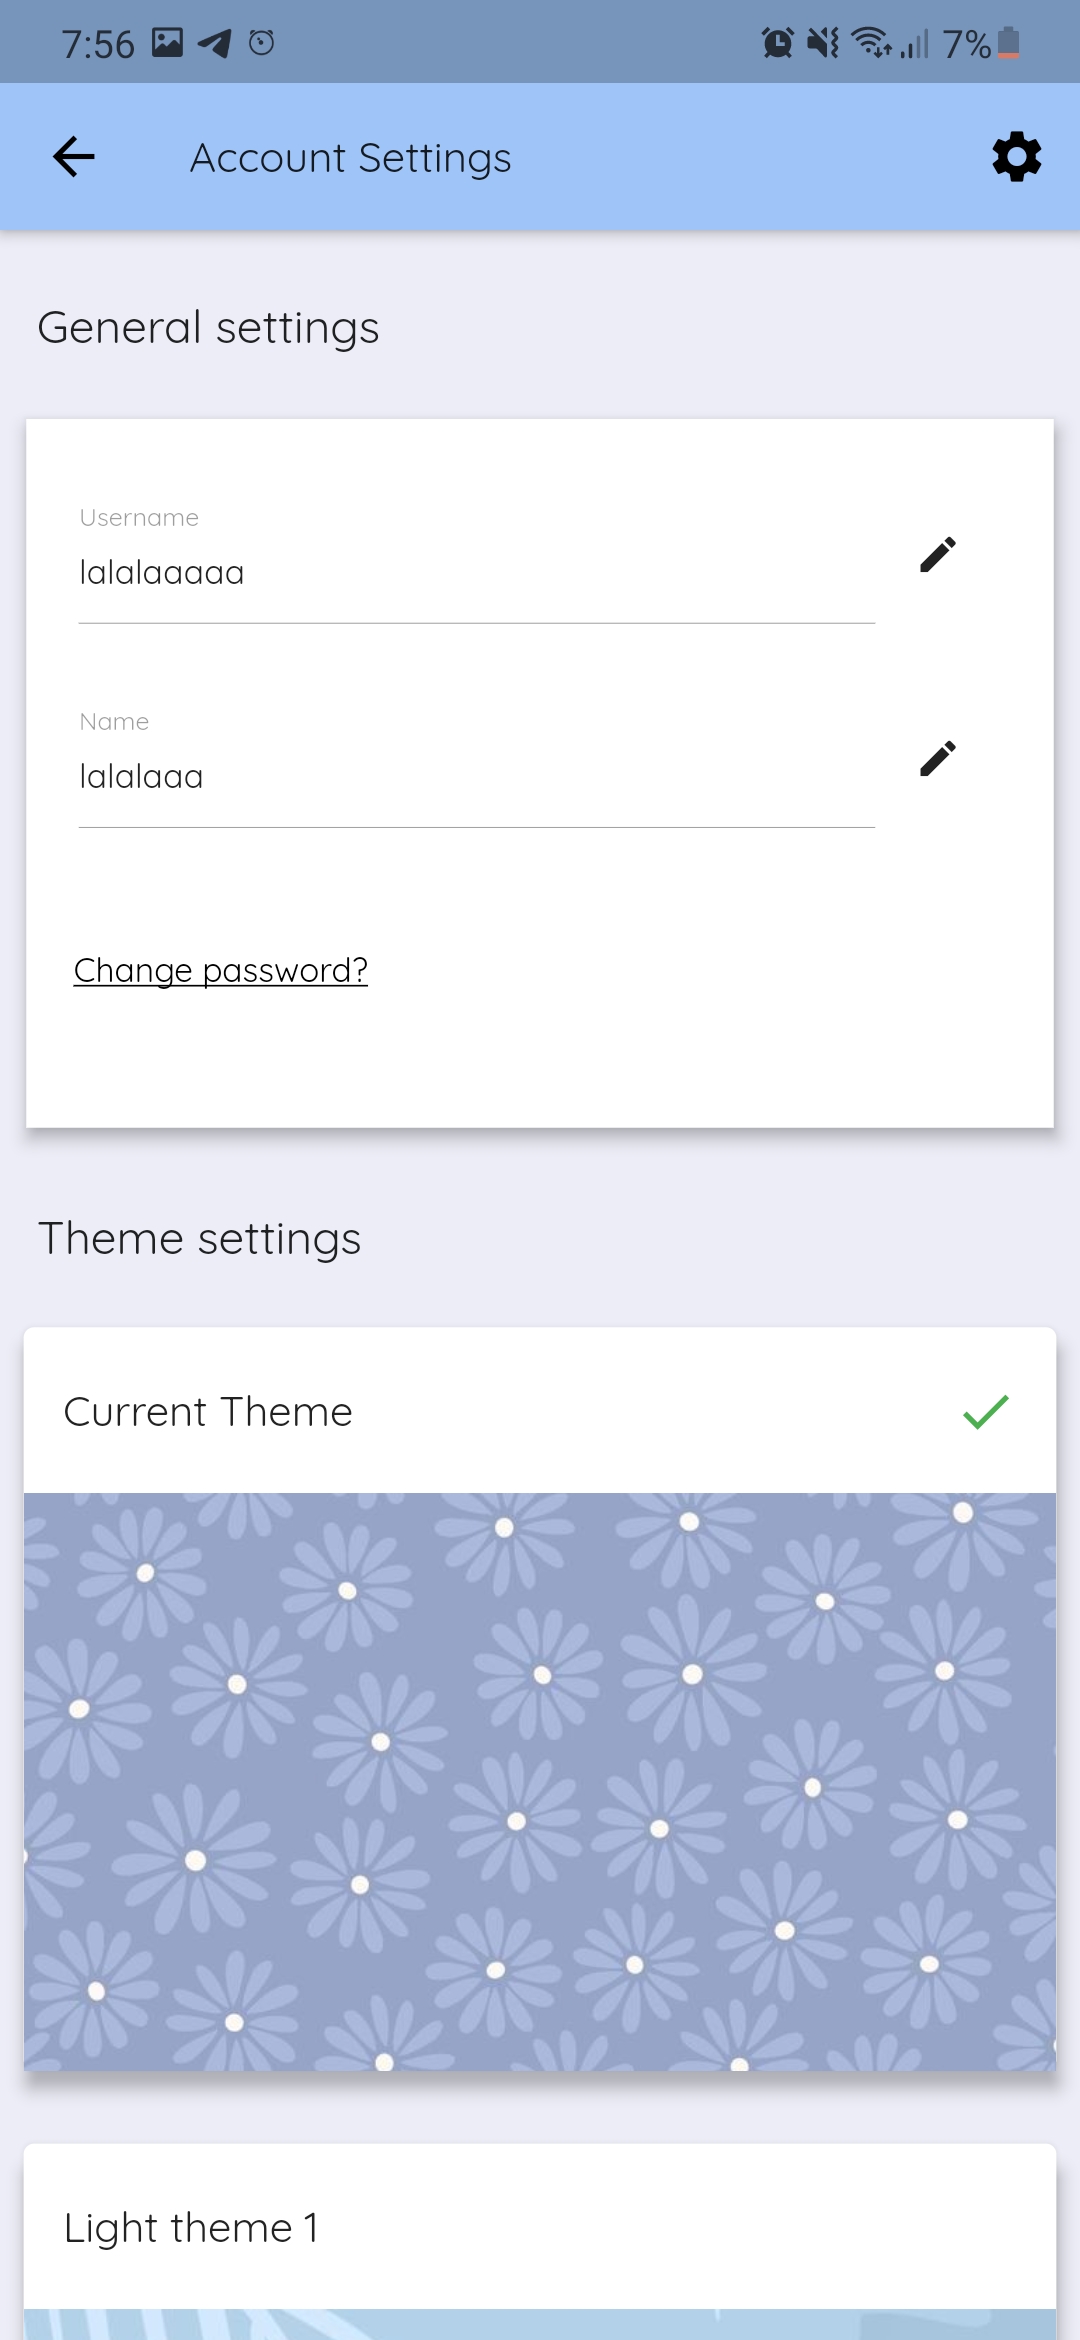 7:56 7%
Account Settings
General settings
Username
lalalaaaaa
Name
lalalaaa
Change password?
Theme settings
Current Theme
Light theme 1